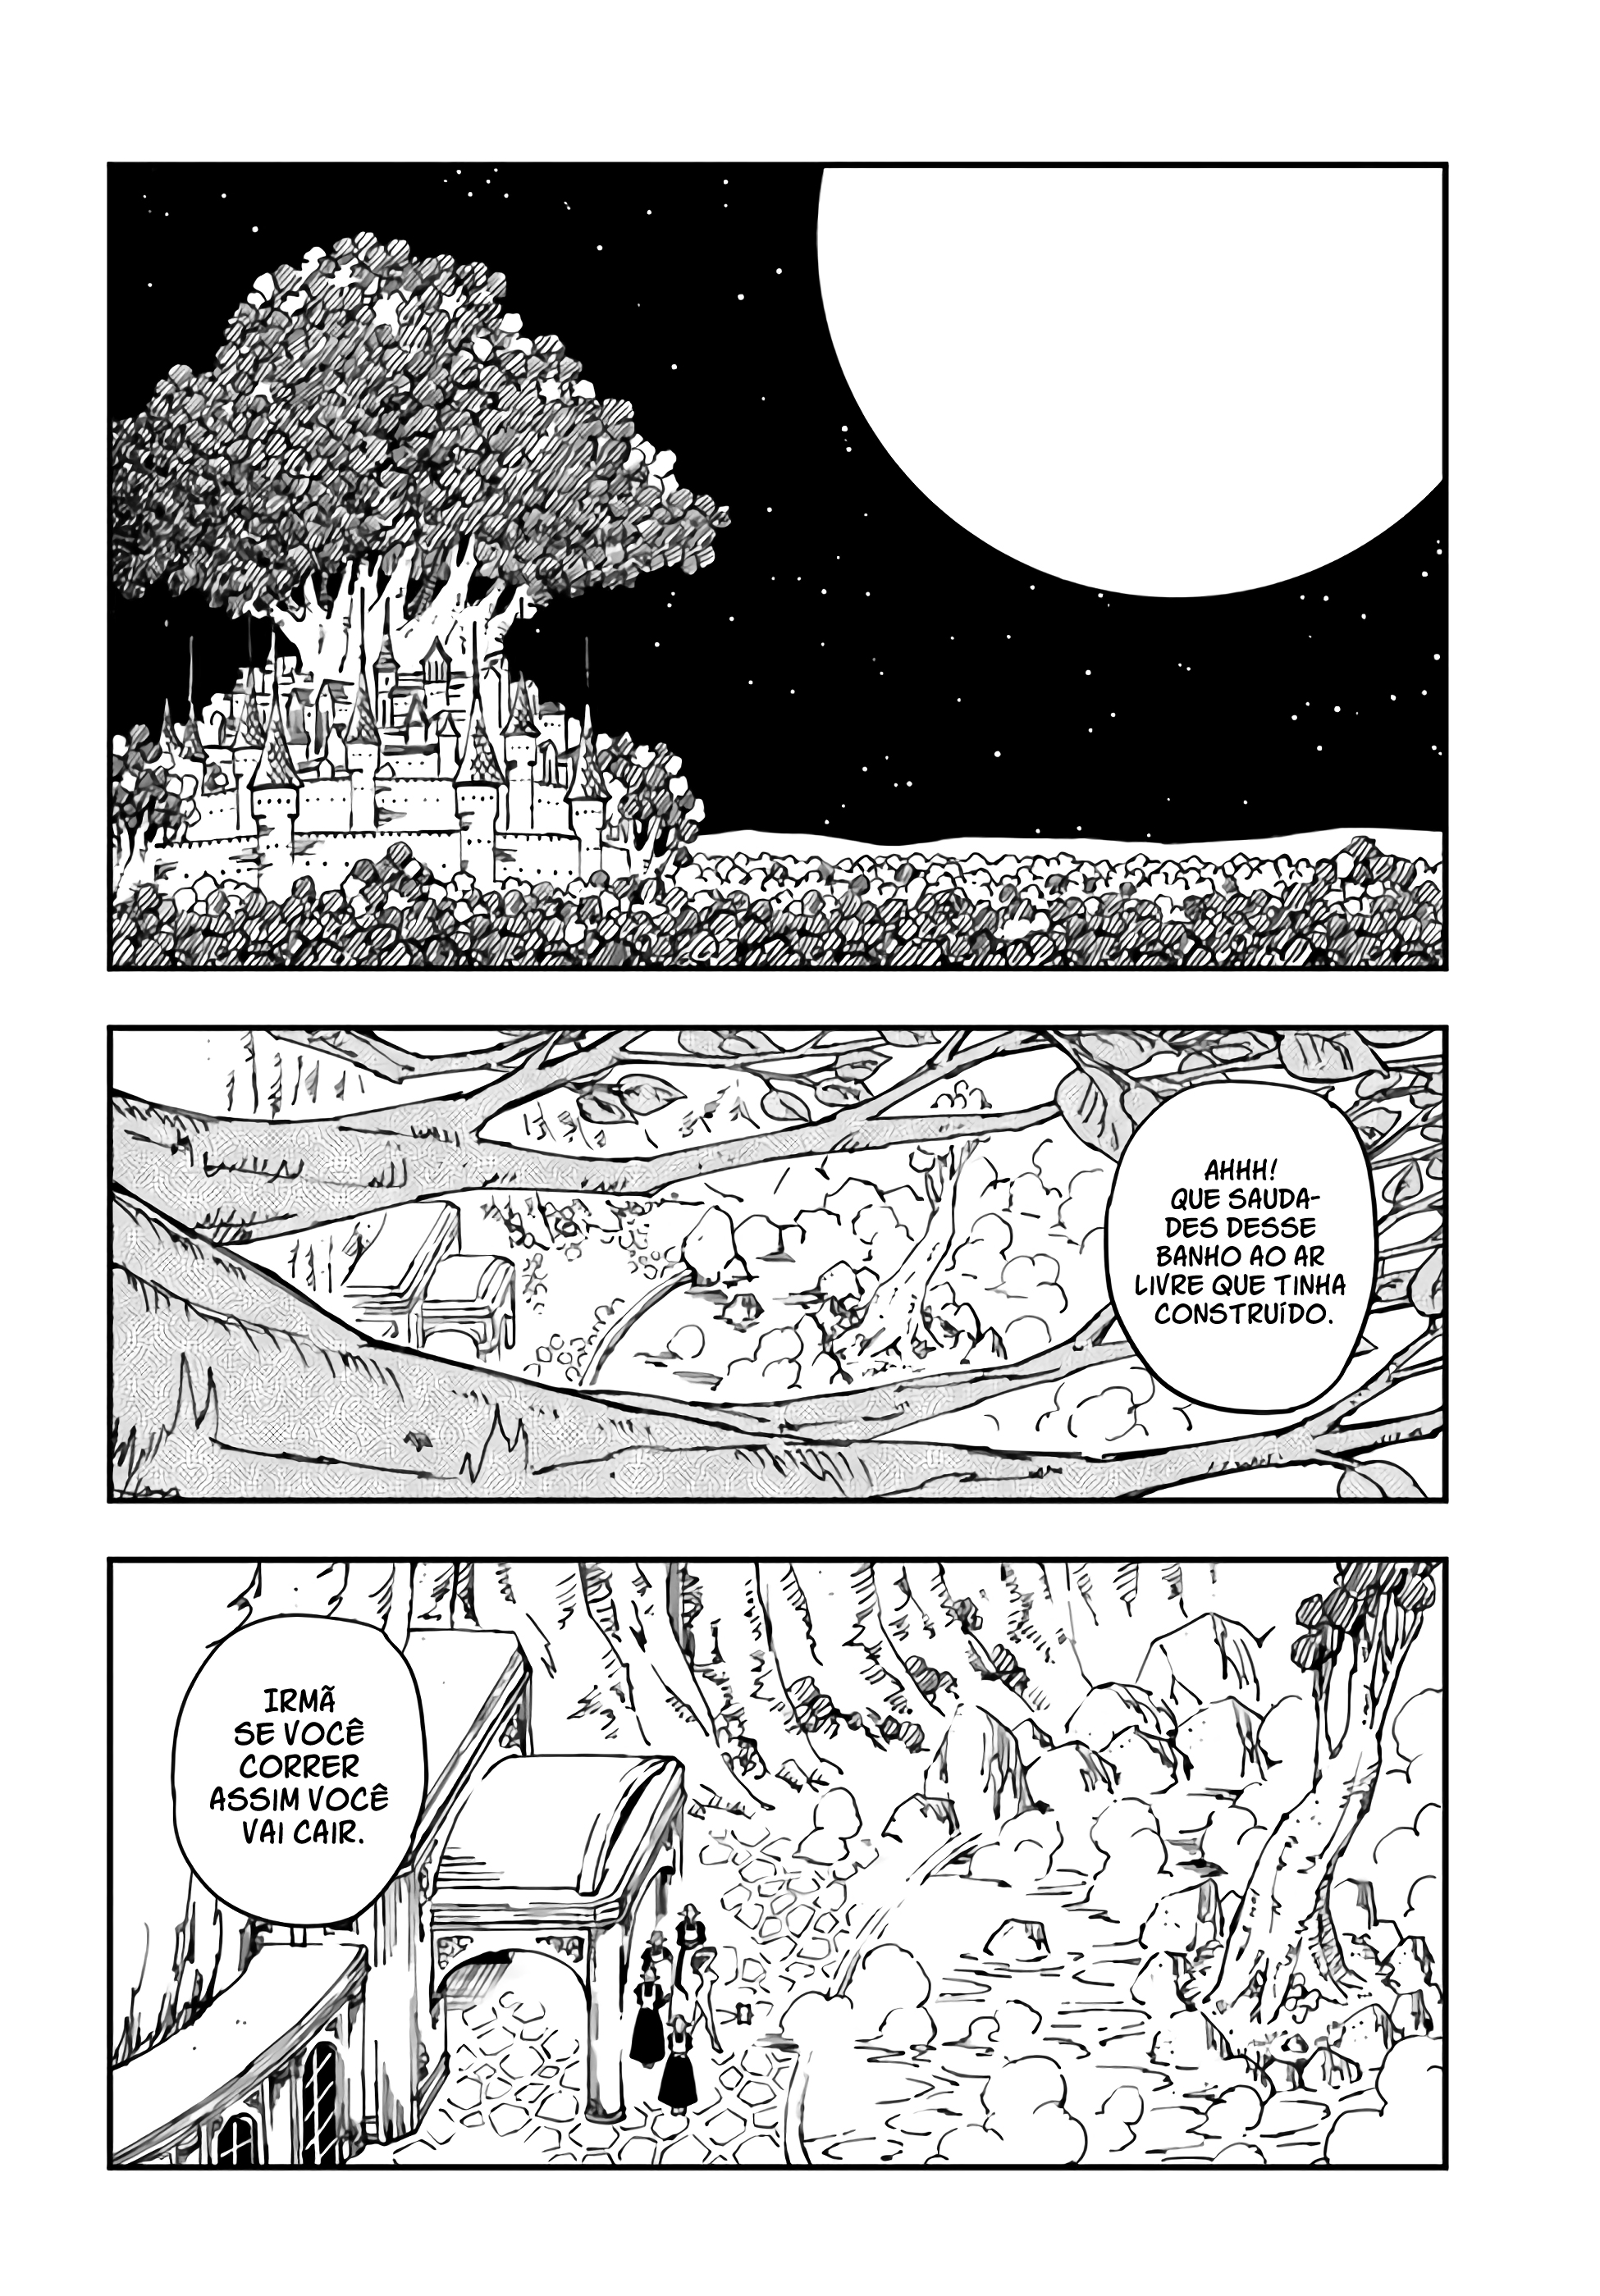 AHHH!
QUE SAUDA-
DES DESSE
BANHO AO AR
LIVRE QUE TINHA
CONSTRUÍDO.
IRMÃ
SE VOCÊ
CORRER
ASSIM VOCÊ
VAI CAIR.